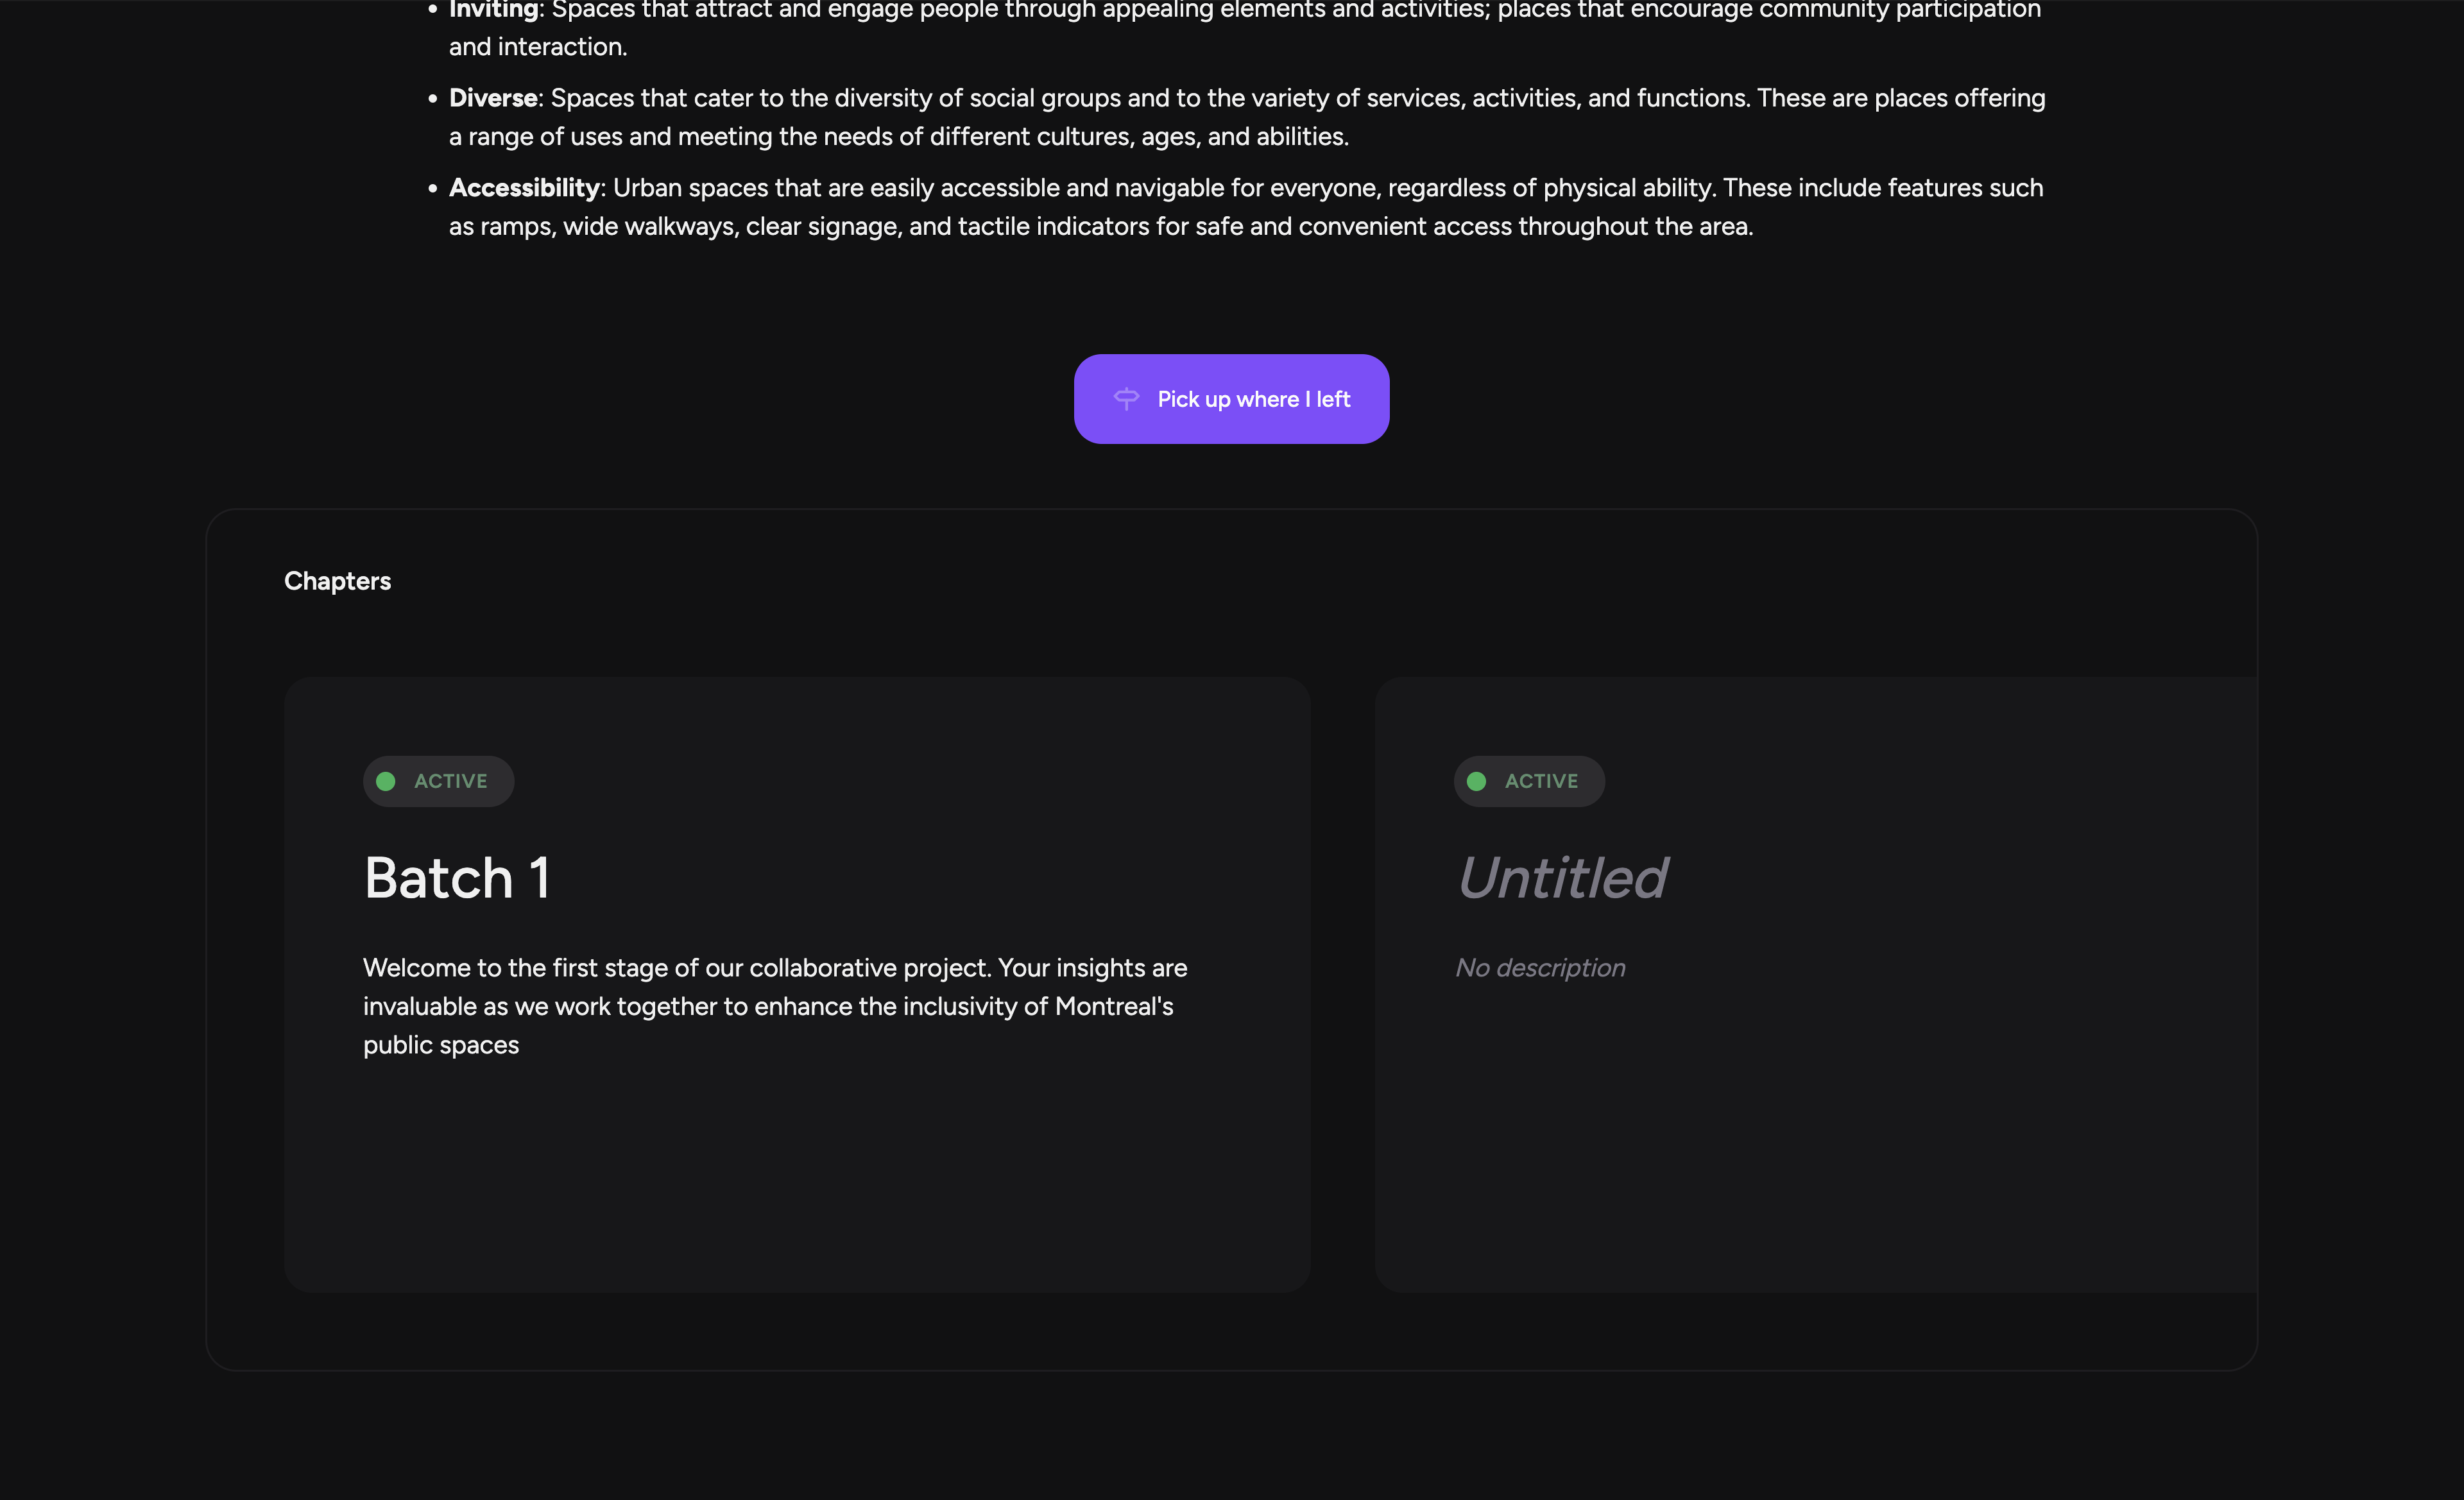 • Inviting: Spaces that attract and engage people through appealing elements and activities; places that encourage community participation
and interaction.
• Diverse: Spaces that cater to the diversity of social groups and to the variety of services, activities, and functions. These are places offering
a range of uses and meeting the needs of different cultures, ages, and abilities.
• Accessibility: Urban spaces that are easily accessible and navigable for everyone, regardless of physical ability. These include features such
as ramps, wide walkways, clear signage, and tactile indicators for safe and convenient access throughout the area.
Pick up where I left
Chapters
ACTIVE
Batch 1
Welcome to the first stage of our collaborative project. Your insights are
invaluable as we work together to enhance the inclusivity of Montreal's
public spaces
ACTIVE
Untitled
No description